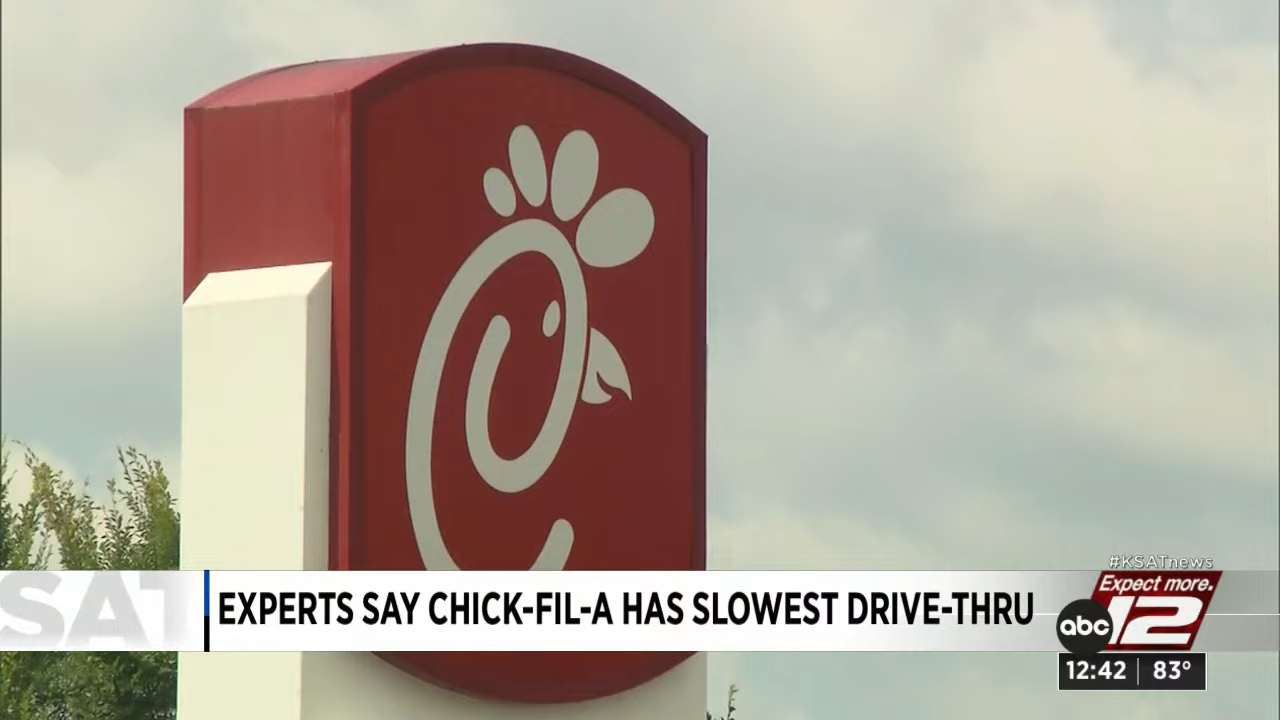 #KSATnews
Expect more.
SAT
EXPERTS SAY CHICK-FIL-A HAS SLOWEST DRIVE-THRU
abc
12
12:42 83°